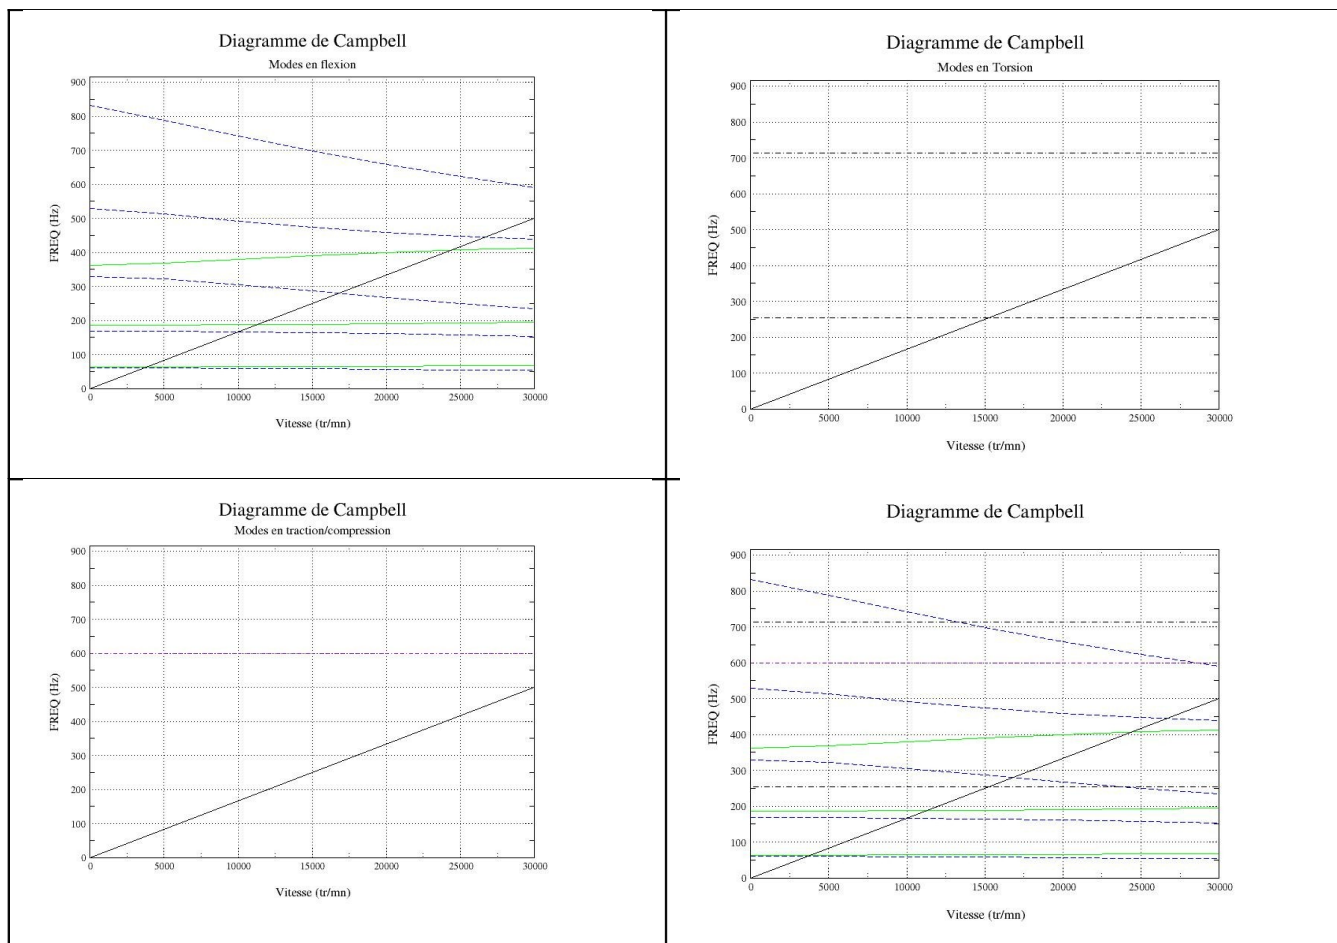 Diagramme de Campbell
Modes en flexion
900
800
700
600
500
400
300
200
100
0
FREQ (Hz)
0 5000 10000 15000 20000 25000 30000
Vitesse (tr/mn)
Diagramme de Campbell
Modes en Torsion
900
800
700
600
500
400
300
200
100
0
FREQ (Hz)
0 5000 10000 15000 20000 25000 30000
Vitesse (tr/mn)
Diagramme de Campbell
Modes en traction/compression
900
800
700
600
500
400
300
200
100
0
FREQ (Hz)
0 5000 10000 15000 20000 25000 30000
Vitesse (tr/mn)
Diagramme de Campbell
900
800
700
600
500
400
300
200
100
0
FREQ (Hz)
0 5000 10000 15000 20000 25000 30000
Vitesse (tr/mn)